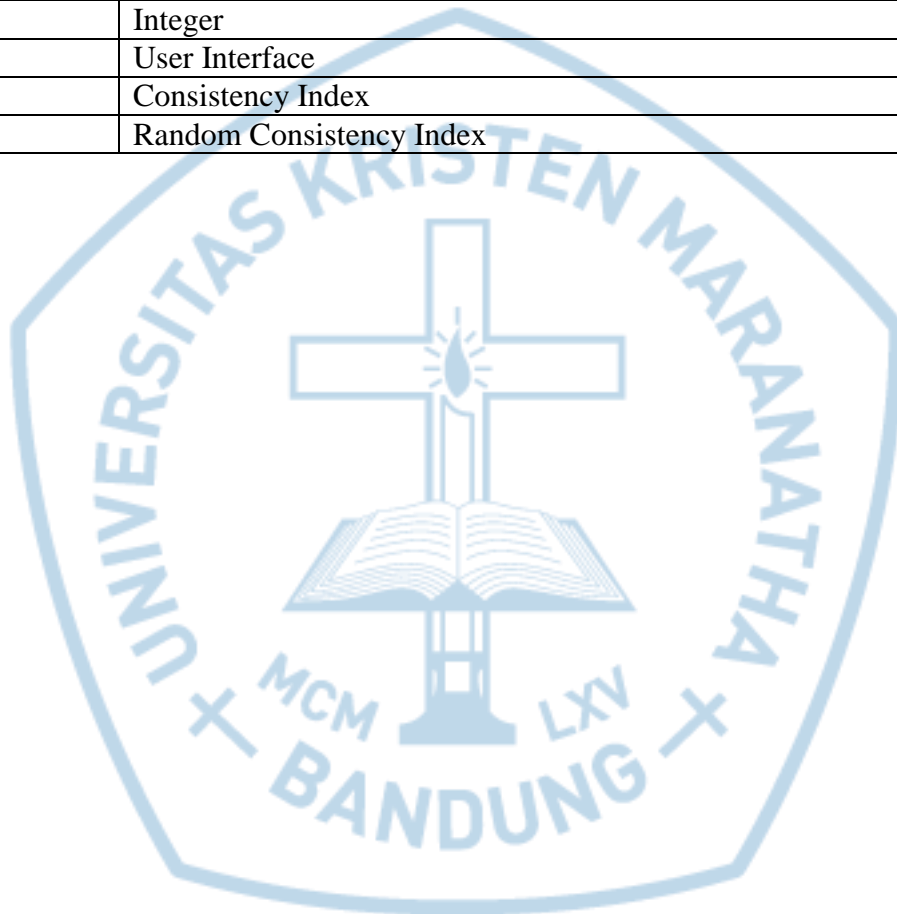 Integer
User Interface
Consistency Index
Random Consistency Index
UNIVERSITAS KRISTEN MARANATHA
MCM LXV
BANDUNG